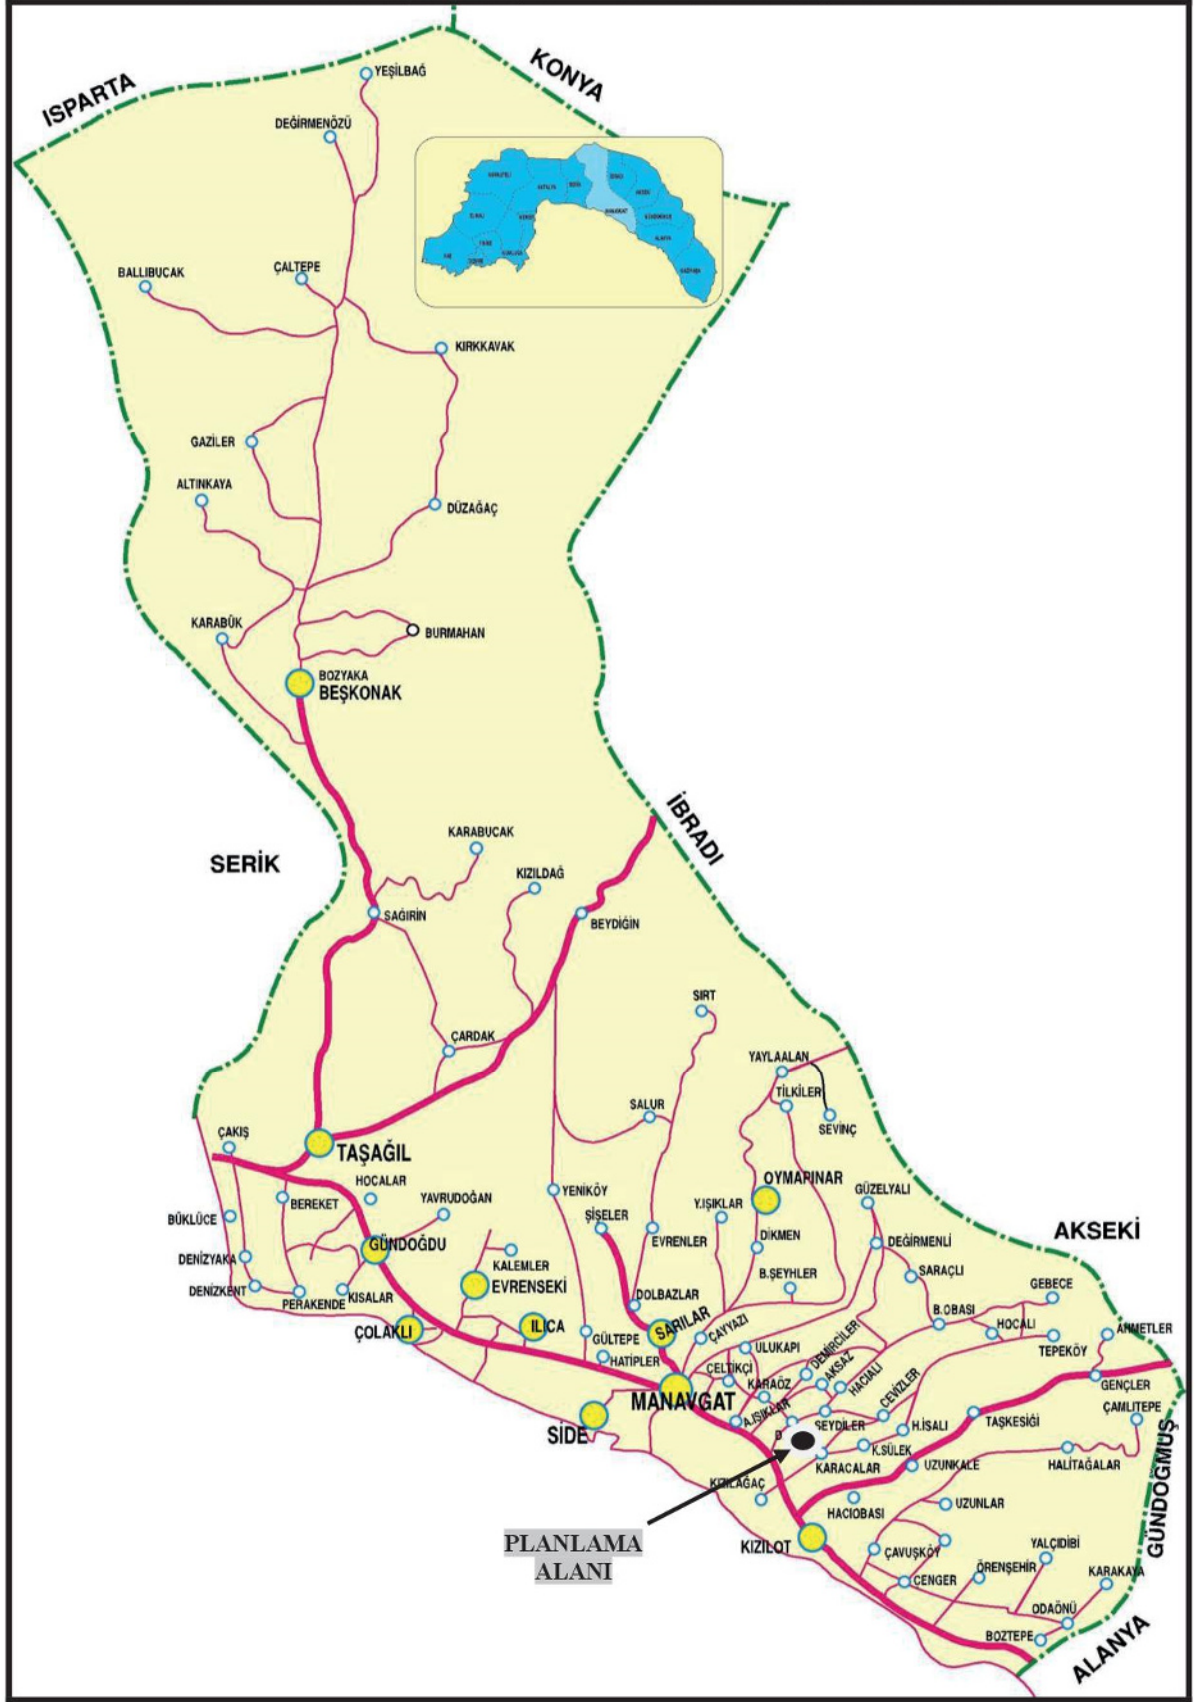 ISPARTA
KONYA
YEŞİLBAĞ
DEĞİRMENÖZÜ
BALLIBUCAK
ÇALTEPE
ANTALYA
SERİK
MANAVGAT
ALANYA
KIRKKAVAK
GAZİLER
ALTINKAYA
DÜZAĞAÇ
KARABÜK
BURMAHAN
BOZYAKA
BEŞKONAK
İBRADI
SERİK
KARABUCAK
KIZILDAĞ
SAĞIRİN
BEYDİĞİN
SIRT
ÇARDAK
YAYLAALAN
TİLKİLER
SALUR
SEVİNÇ
ÇAKIŞ
TAŞAĞIL
HOCALAR
BEREKET
YAVRUDOĞAN
YENİKÖY
ŞİŞELER
Y.IŞIKLAR
OYMAPINAR
GÜZELYALI
BÜKLÜCE
AKSEKİ
GÜNDOĞDU
EVRENLER
DİKMEN
DEĞİRMENLİ
DENİZYAKA
KALEMLER
SARAÇLI
EVRENSEKİ
B.ŞEYHLER
GEBECE
DENİZKENT
PERAKENDE
KISALAR
DOLBAZLAR
B.OBASI
HOCALI
ÇOLAKLI
ILICA
GÜLTEPE
SARILAR
ÇAYYAZI
AHMETLER
TEPEKÖY
HATİPLER
ULUKAPI
DEMİRCİLER
ÇELTİKÇİ
AKSAZ
HACIALI
KARAÖZ
CEVİZLER
GENÇLER
MANAVGAT
A.IŞIKLAR
ÇAMLITEPE
SİDE
D
SEYDİLER
H.İSALI
TAŞKESİĞİ
K.SÜLEK
KARACALAR
UZUNKALE
HALİTAĞALAR
GÜNDOĞMUŞ
KIZILAĞAÇ
HACIOBASI
UZUNLAR
PLANLAMA
ALANI
KIZILOT
ÇAVUŞKÖY
YALÇIDİBİ
ÖRENŞEHİR
CENGER
KARAKAYA
ODAÖNÜ
BOZTEPE
ALANYA